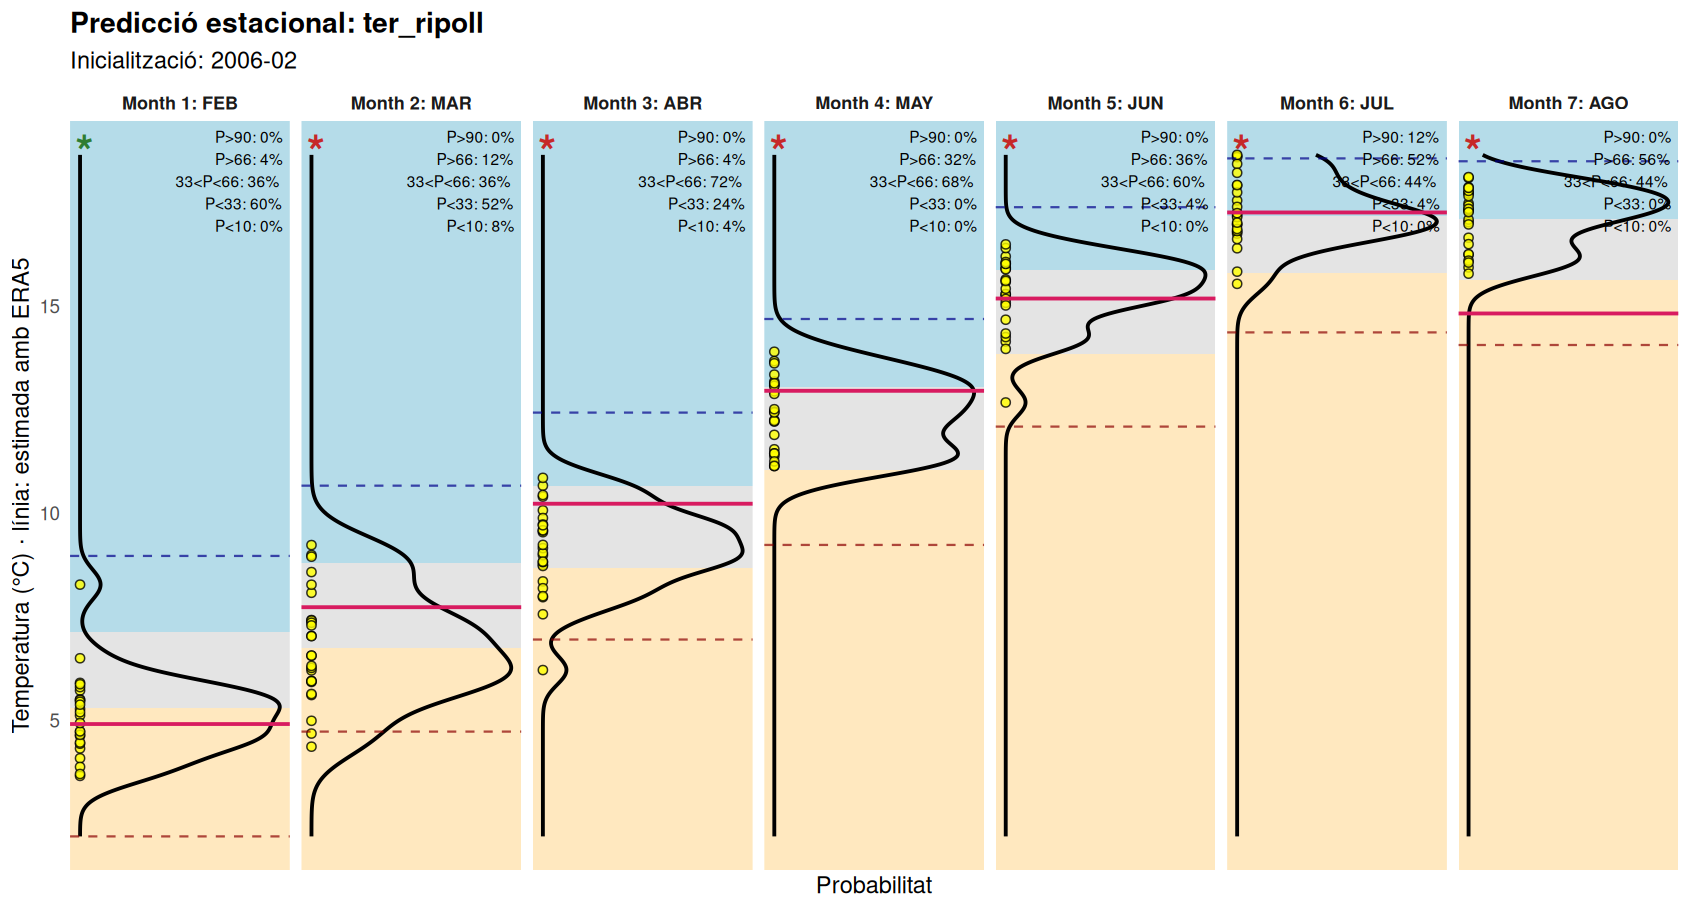 Predicció estacional: ter_ripoll
Inicialització: 2006-02
Month 1: FEB
Month 2: MAR
Month 3: ABR
Month 4: MAY
Month 5: JUN
Month 6: JUL
Month 7: AGO
*
P>90: 0%
P>66: 4%
33<P<66: 36%
P<33: 60%
P<10: 0%
*
P>90: 0%
P>66: 12%
33<P<66: 36%
P<33: 52%
P<10: 8%
*
P>90: 0%
P>66: 4%
33<P<66: 72%
P<33: 24%
P<10: 4%
*
P>90: 0%
P>66: 32%
33<P<66: 68%
P<33: 0%
P<10: 0%
*
P>90: 0%
P>66: 36%
33<P<66: 60%
P<33: 4%
P<10: 0%
*
P>90: 12%
P>66: 52%
33<P<66: 44%
P<33: 4%
P<10: 0%
*
P>90: 0%
P>66: 56%
33<P<66: 44%
P<33: 0%
P<10: 0%
Temperatura (°C) · línia: estimada amb ERA5
15
10
5
Probabilitat